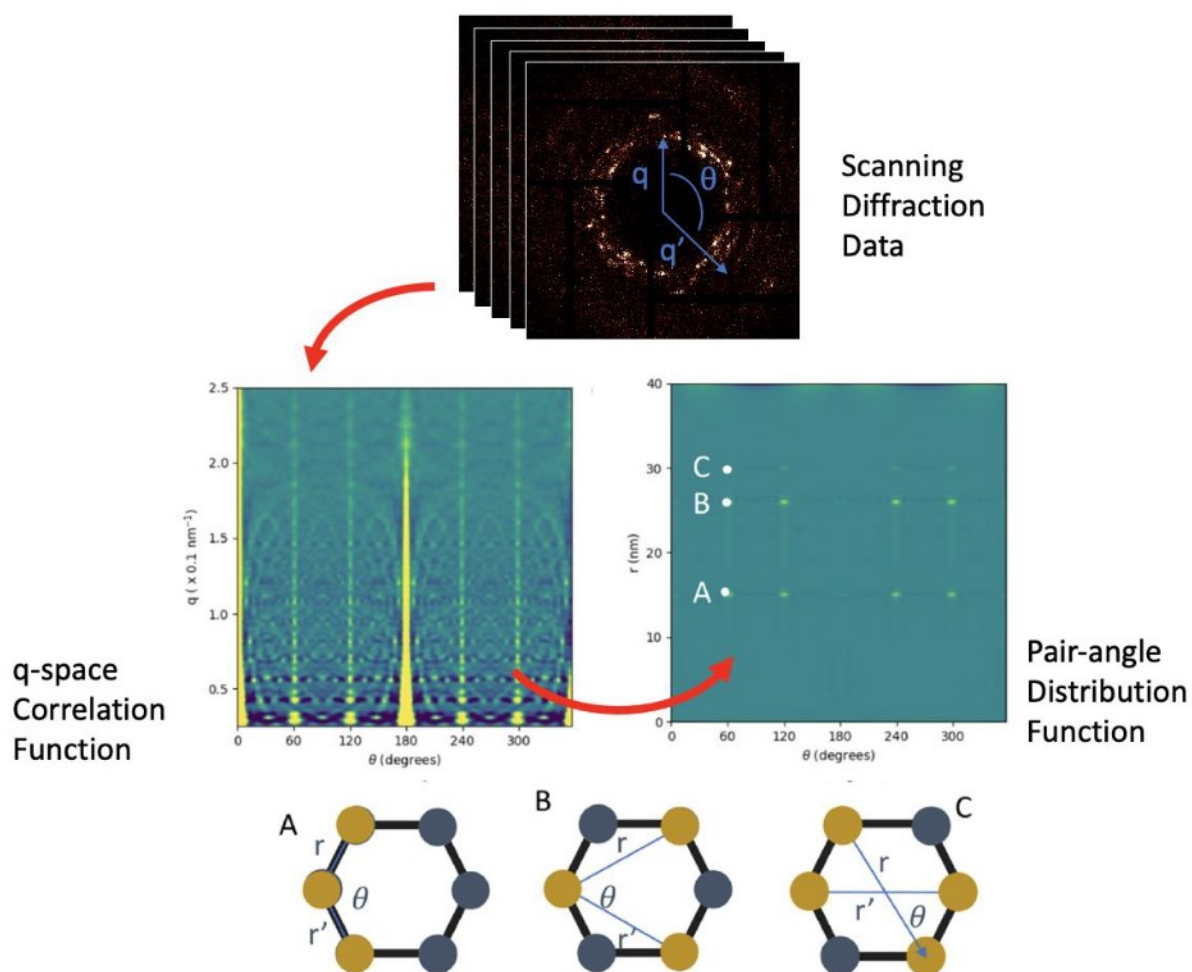 Scanning
Diffraction
Data
q
θ
q’
q-space
Correlation
Function
2.5
2.0
1.5
1.0
0.5
q ( x 0.1 nm⁻¹)
0 60 120 180 240 300
θ (degrees)
40
30
20
10
0
r (nm)
C
B
A
0 60 120 180 240 300
θ (degrees)
Pair-angle
Distribution
Function
A
r
θ
r’
B
r
θ
r’
C
r
r’
θ